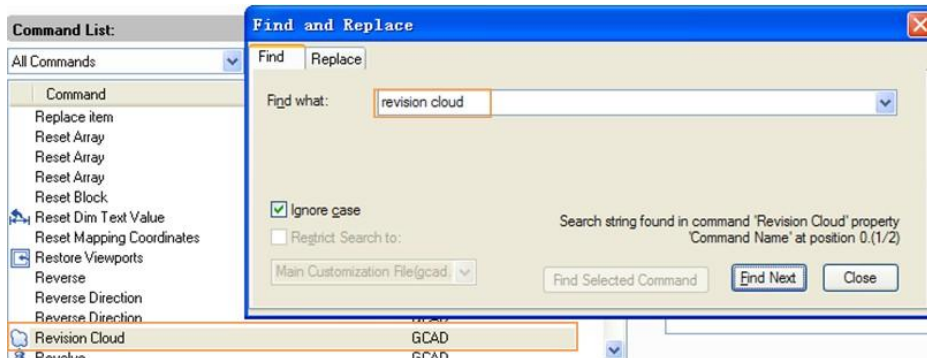 Command List:
All Commands
Command
Replace item
Reset Array
Reset Array
Reset Array
Reset Block
Reset Dim Text Value
Reset Mapping Coordinates
Restore Viewports
Reverse
Reverse Direction
Reverse Direction
Revision Cloud GCAD
Revolve GCAD
Find and Replace
Find Replace
Find what: revision cloud
Ignore case
Restrict Search to:
Main Customization File(gcad.
Search string found in command 'Revision Cloud' property
'Command Name' at position 0.(1/2)
Find Selected Command Find Next Close